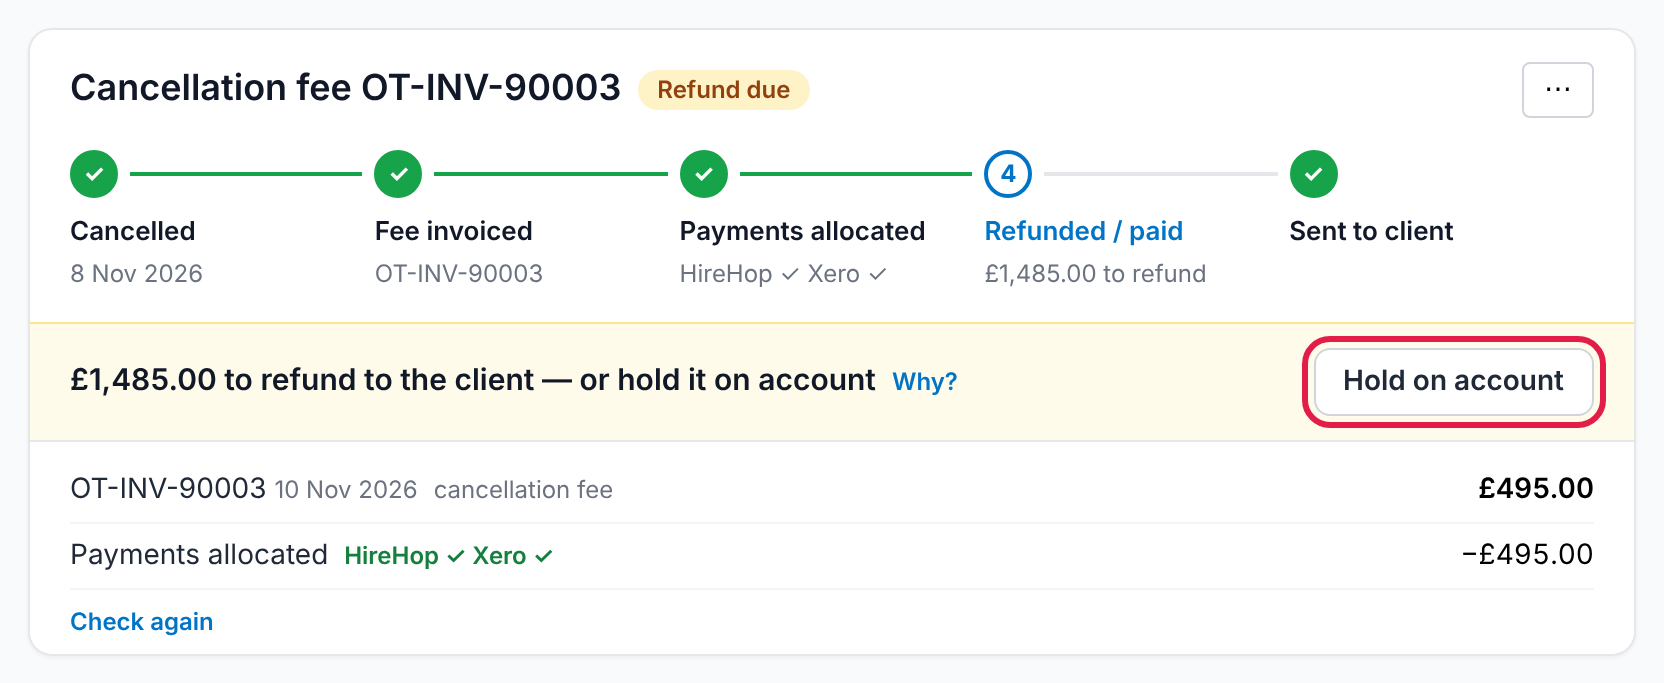 Cancellation fee OT-INV-90003 Refund due ...
4
Cancelled Fee invoiced Payments allocated Refunded / paid Sent to client
8 Nov 2026 OT-INV-90003 HireHop ✓ Xero ✓ £1,485.00 to refund
£1,485.00 to refund to the client — or hold it on account Why? Hold on account
OT-INV-90003 10 Nov 2026 cancellation fee £495.00
Payments allocated HireHop ✓ Xero ✓ −£495.00
Check again